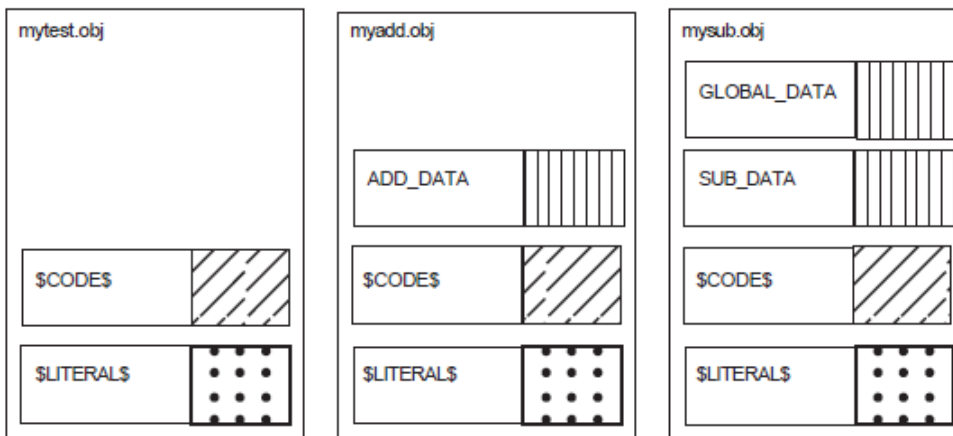 mytest.obj
$CODE$
$LITERAL$
myadd.obj
ADD_DATA
$CODE$
$LITERAL$
mysub.obj
GLOBAL_DATA
SUB_DATA
$CODE$
$LITERAL$